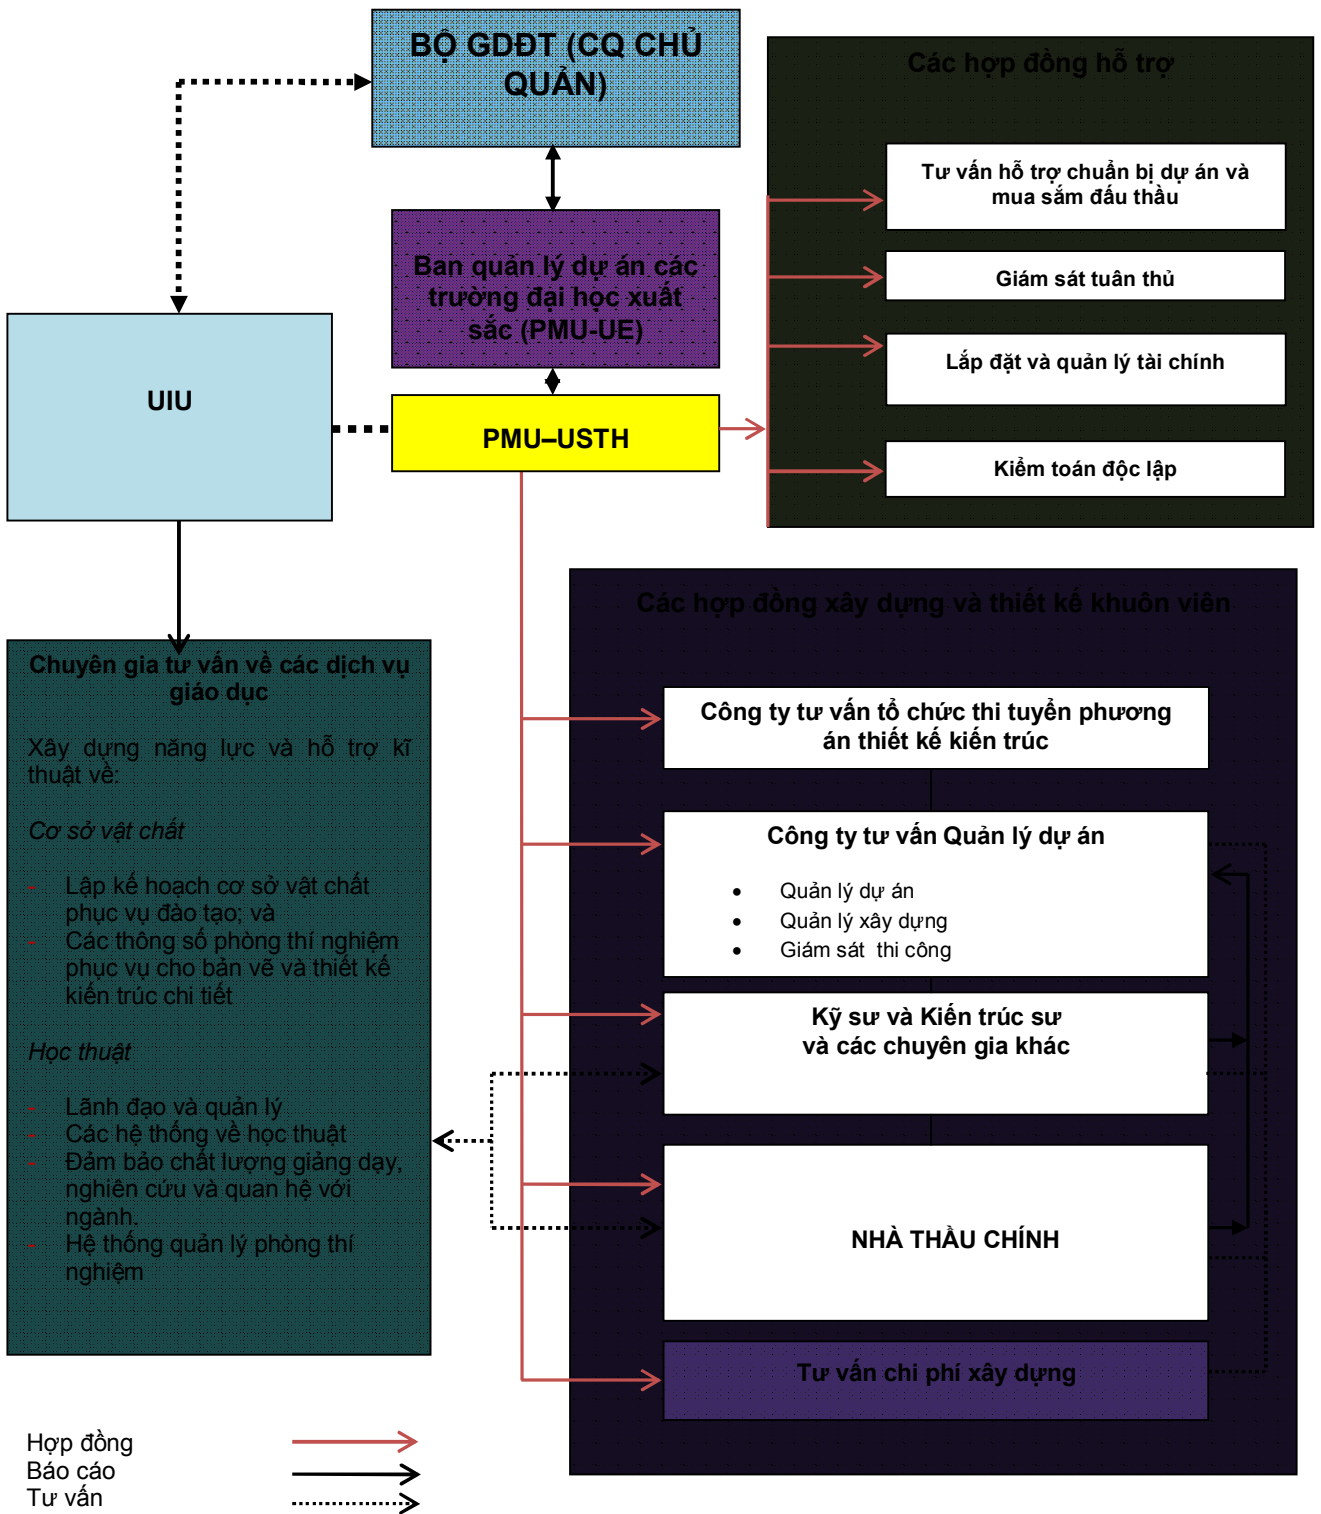 BỘ GDĐT (CQ CHỦ
QUẢN)
Các hợp đồng hỗ trợ
Tư vấn hỗ trợ chuẩn bị dự án và
mua sắm đấu thầu
Giám sát tuân thủ
Lắp đặt và quản lý tài chính
Kiểm toán độc lập
Ban quản lý dự án các
trường đại học xuất
sắc (PMU-UE)
UIU
PMU–USTH
Chuyên gia tư vấn về các dịch vụ
giáo dục
Xây dựng năng lực và hỗ trợ kĩ
thuật về:
Cơ sở vật chất
- Lập kế hoạch cơ sở vật chất
phục vụ đào tạo; và
- Các thông số phòng thí nghiệm
phục vụ cho bản vẽ và thiết kế
kiến trúc chi tiết
Học thuật
- Lãnh đạo và quản lý
- Các hệ thống về học thuật
- Đảm bảo chất lượng giảng dạy,
nghiên cứu và quan hệ với
ngành.
- Hệ thống quản lý phòng thí
nghiệm
Các hợp đồng xây dựng và thiết kế khuôn viên
Công ty tư vấn tổ chức thi tuyển phương
án thiết kế kiến trúc
Công ty tư vấn Quản lý dự án
• Quản lý dự án
• Quản lý xây dựng
• Giám sát thi công
Kỹ sư và Kiến trúc sư
và các chuyên gia khác
NHÀ THẦU CHÍNH
Tư vấn chi phí xây dựng
Hợp đồng
Báo cáo
Tư vấn